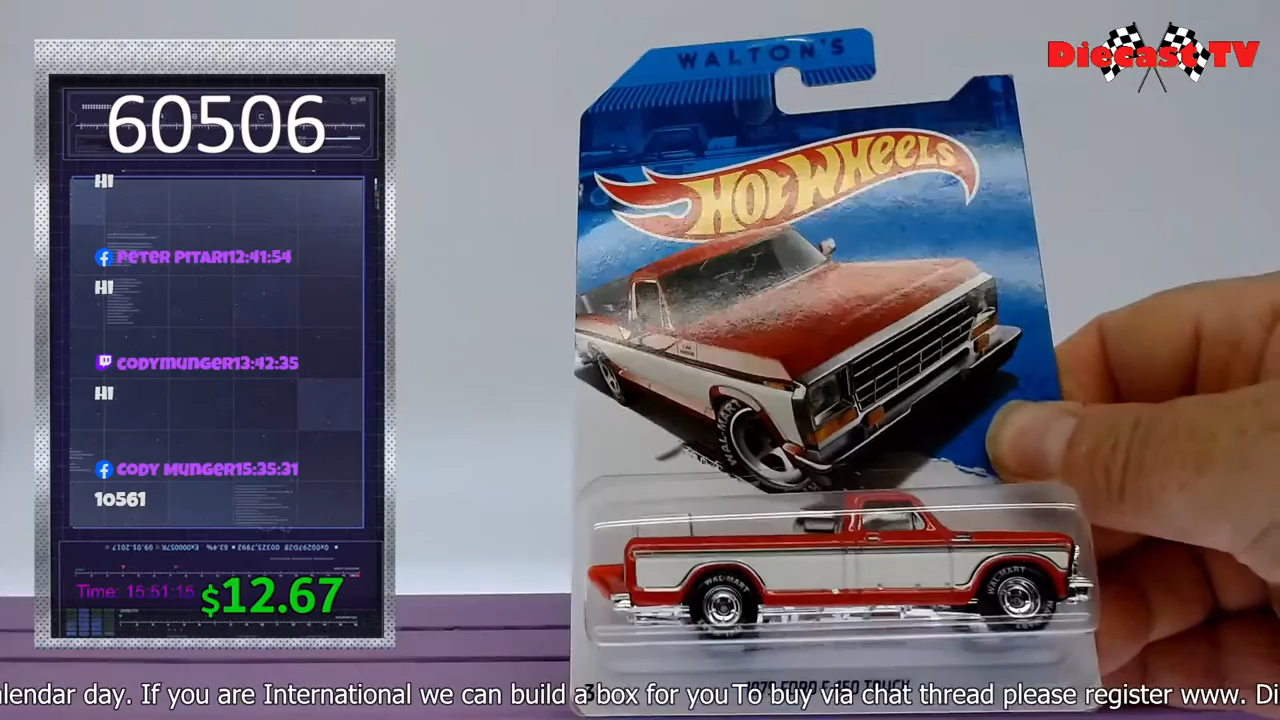 60506
HI
PETER PITARI12:41:54
HI
CODYMUNGER13:42:35
HI
CODY MUNGER15:35:31
10561
Time: 15:51:15
$12.67
WALTON'S
HOT WHEELS
WAL-MART
WAL-MART
WAL-MART
1979 FORD F-150 TRUCK
Diecast TV
alendar day. If you are International we can build a box for you To buy via chat thread please register www. Di